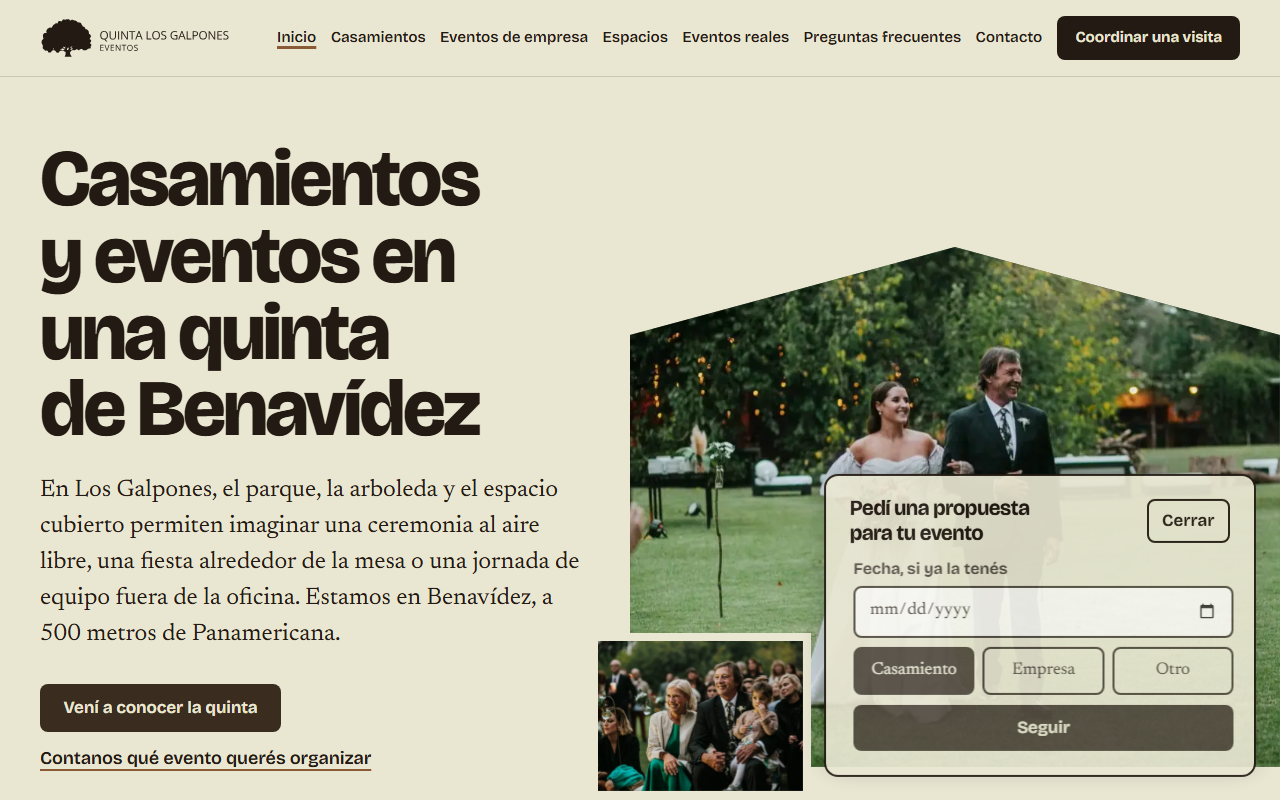 QUINTA LOS GALPONES
EVENTOS
Inicio Casamientos Eventos de empresa Espacios Eventos reales Preguntas frecuentes Contacto Coordinar una visita
Casamientos
y eventos en
una quinta
de Benavídez
En Los Galpones, el parque, la arboleda y el espacio
cubierto permiten imaginar una ceremonia al aire
libre, una fiesta alrededor de la mesa o una jornada de
equipo fuera de la oficina. Estamos en Benavídez, a
500 metros de Panamericana.
Vení a conocer la quinta
Contanos qué evento querés organizar
Pedí una propuesta
para tu evento
Cerrar
Fecha, si ya la tenés
mm/dd/yyyy
Casamiento Empresa Otro
Seguir